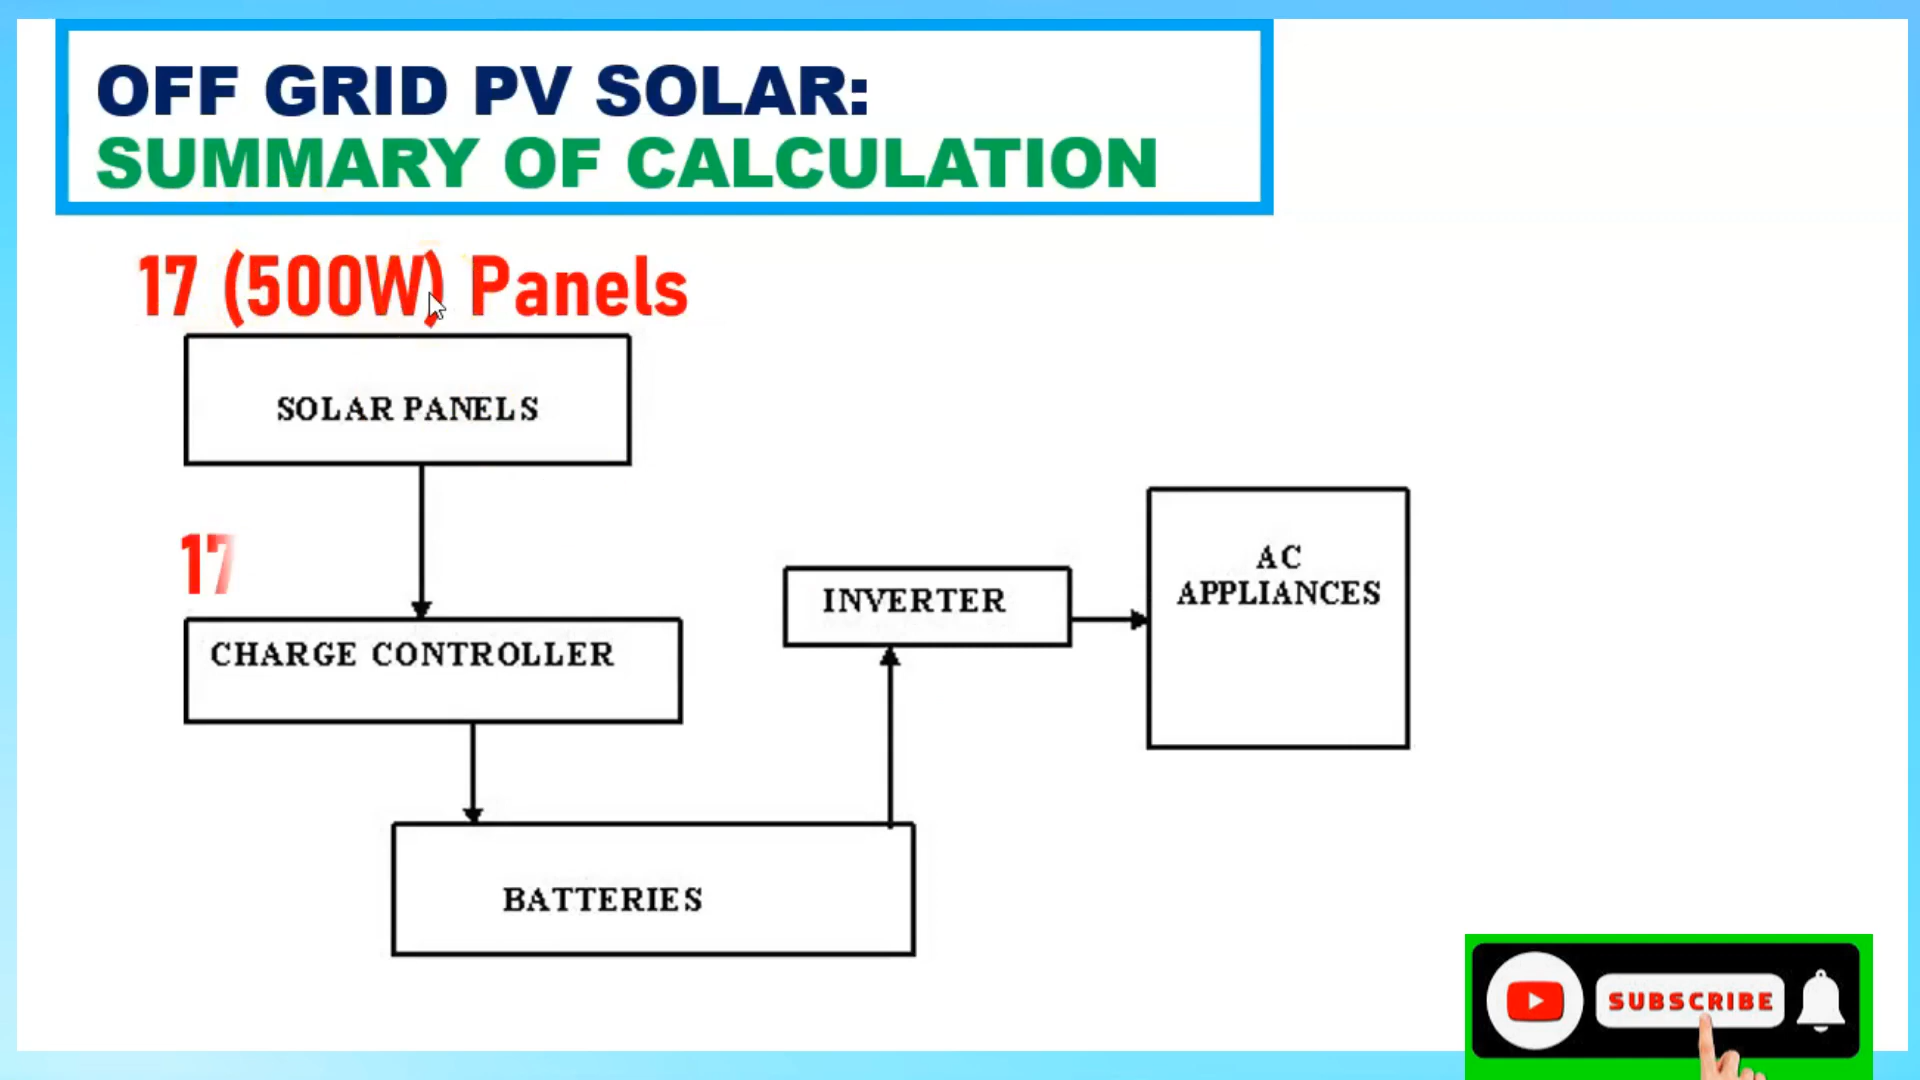 OFF GRID PV SOLAR:
SUMMARY OF CALCULATION
17 (500W) Panels
SOLAR PANELS
17
CHARGE CONTROLLER
INVERTER
AC
APPLIANCES
BATTERIES
SUBSCRIBE